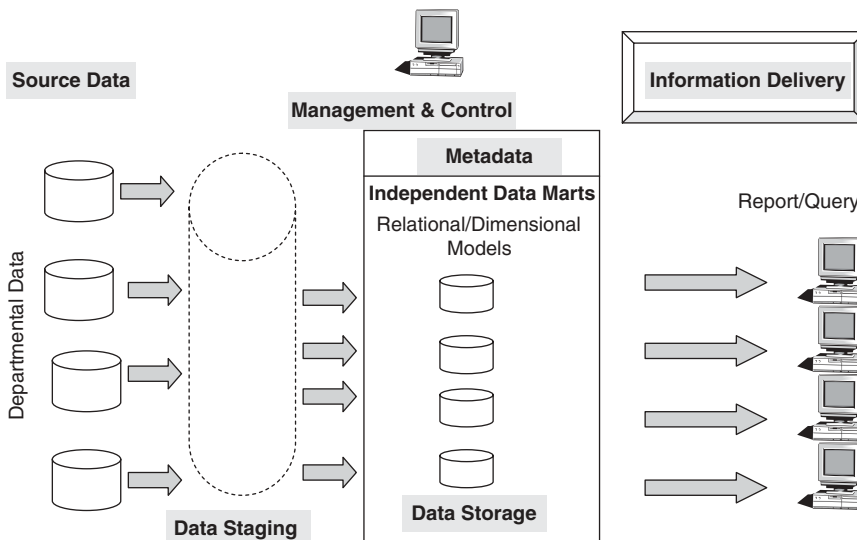 Source Data
Management & Control
Information Delivery
Metadata
Independent Data Marts
Relational/Dimensional
Models
Report/Query
Departmental Data
Data Staging
Data Storage